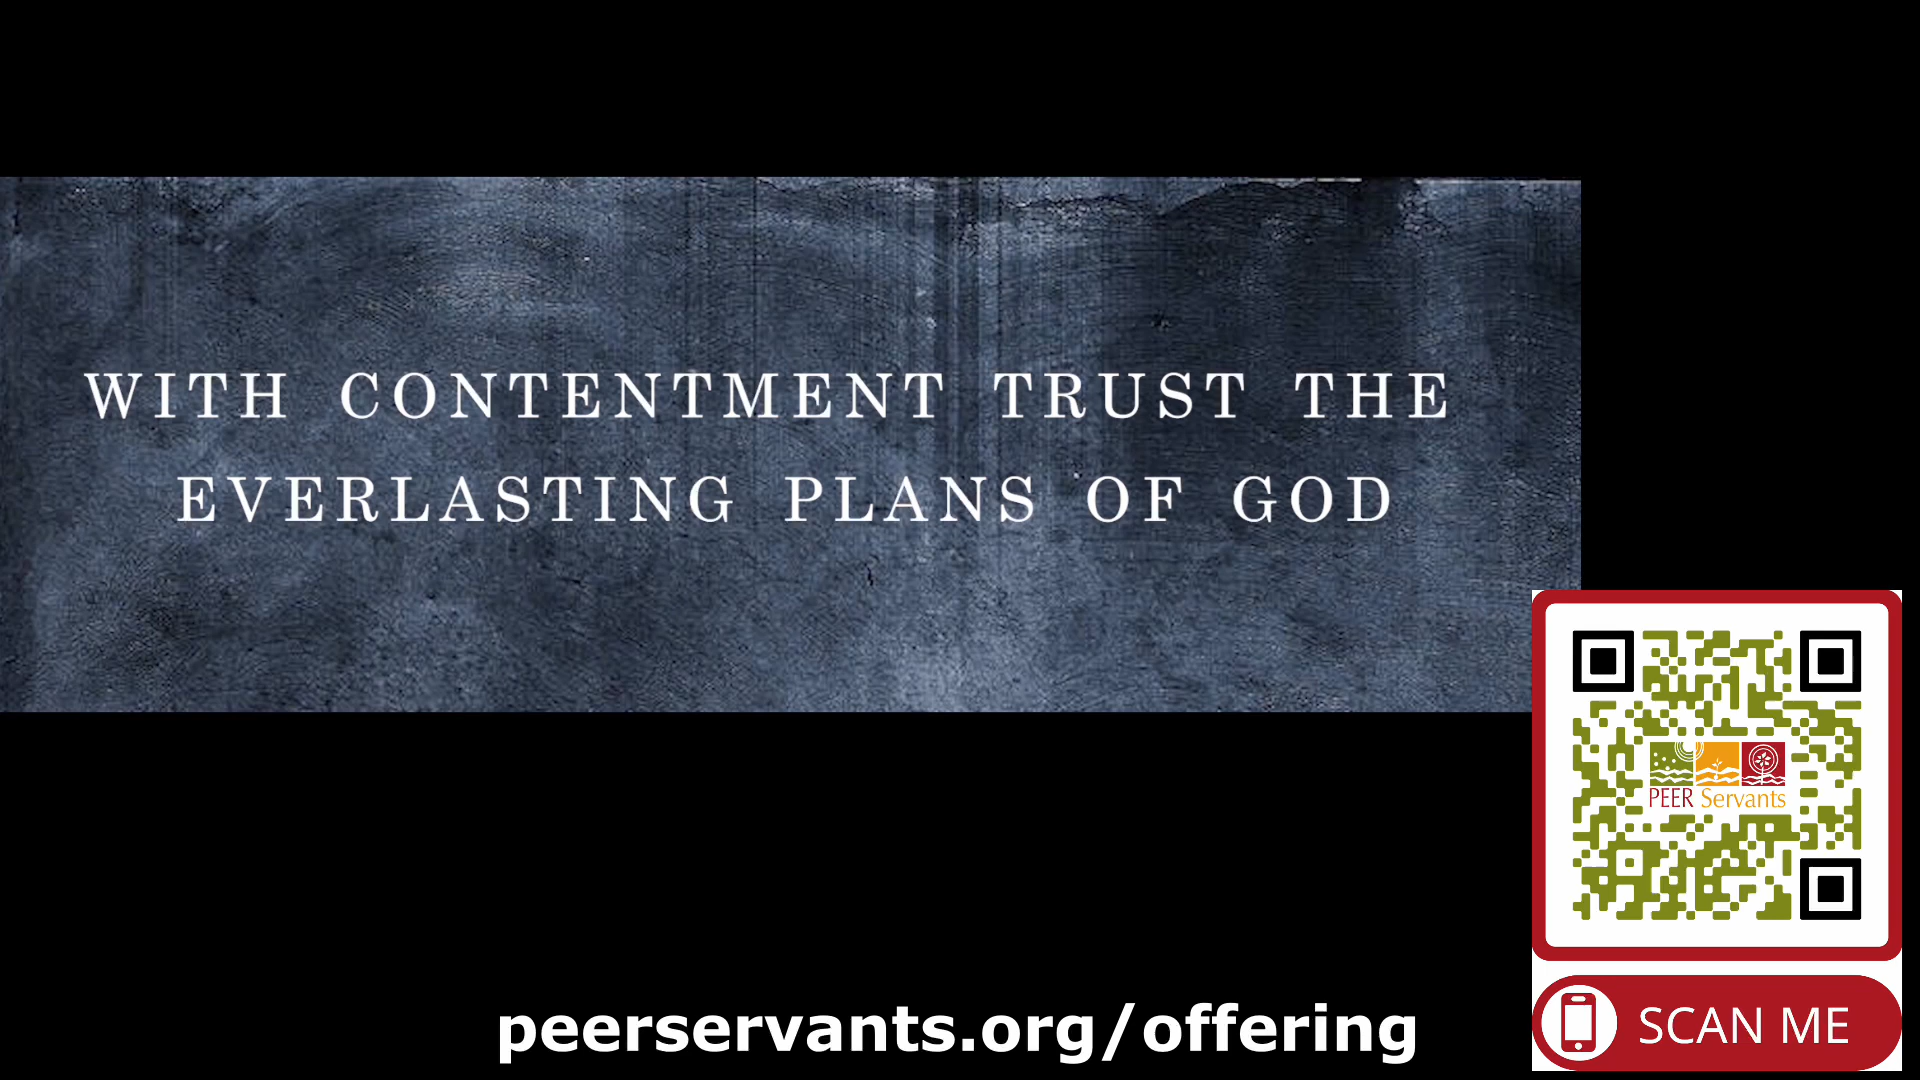 WITH CONTENTMENT TRUST THE
EVERLASTING PLANS OF GOD
PEER Servants
SCAN ME
peerservants.org/offering